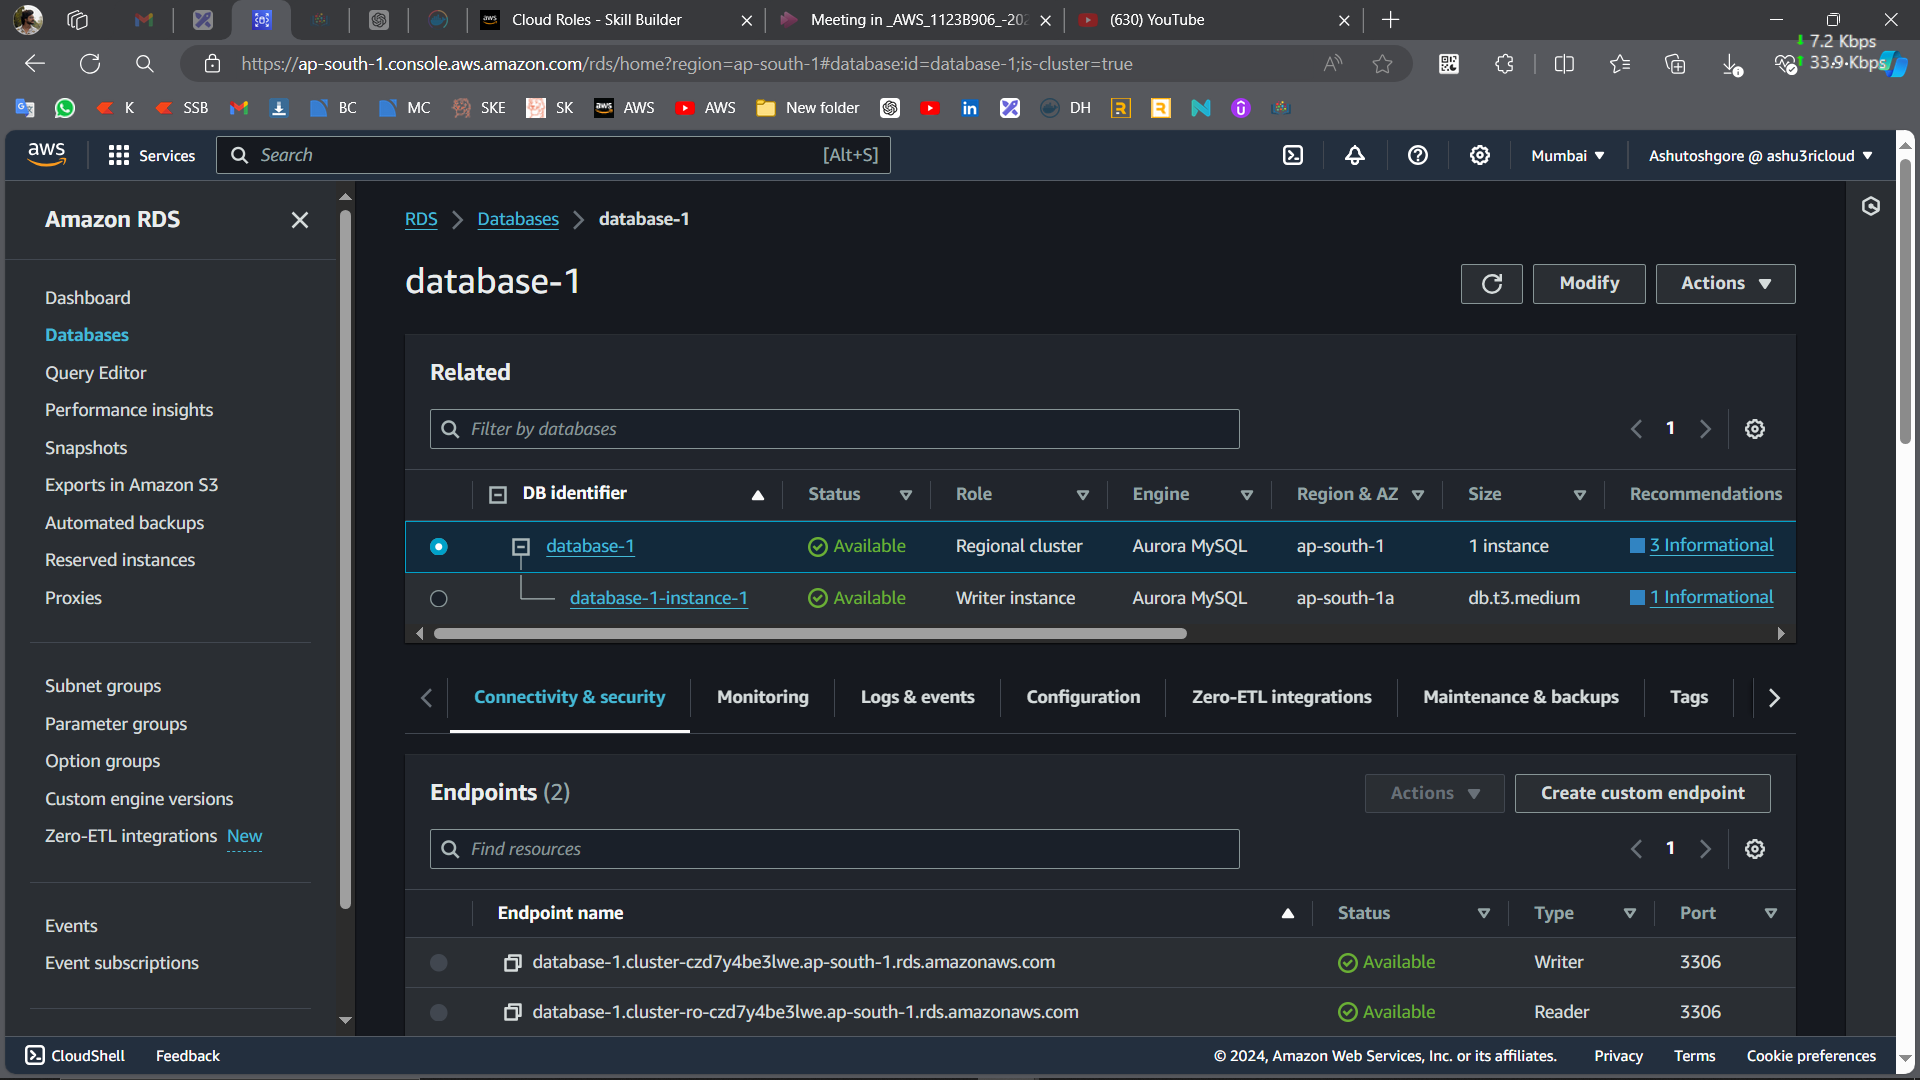 Cloud Roles - Skill Builder
Meeting in _AWS_1123B906_-202
(630) YouTube
7.2 Kbps
33.9 Kbps
https://ap-south-1.console.aws.amazon.com/rds/home?region=ap-south-1#database:id=database-1;is-cluster=true
K SSB BC MC SKE SK AWS AWS New folder DH
aws Services Search [Alt+S] Mumbai Ashutoshgore @ ashu3ricloud
Amazon RDS
Dashboard
Databases
Query Editor
Performance insights
Snapshots
Exports in Amazon S3
Automated backups
Reserved instances
Proxies
Subnet groups
Parameter groups
Option groups
Custom engine versions
Zero-ETL integrations New
Events
Event subscriptions
RDS Databases database-1
database-1
Modify Actions
Related
Filter by databases
1
DB identifier Status Role Engine Region & AZ Size Recommendations
database-1 Available Regional cluster Aurora MySQL ap-south-1 1 instance 3 Informational
database-1-instance-1 Available Writer instance Aurora MySQL ap-south-1a db.t3.medium 1 Informational
Connectivity & security Monitoring Logs & events Configuration Zero-ETL integrations Maintenance & backups Tags
Endpoints (2)
Actions Create custom endpoint
Find resources
1
Endpoint name Status Type Port
database-1.cluster-czd7y4be3lwe.ap-south-1.rds.amazonaws.com Available Writer 3306
database-1.cluster-ro-czd7y4be3lwe.ap-south-1.rds.amazonaws.com Available Reader 3306
CloudShell Feedback © 2024, Amazon Web Services, Inc. or its affiliates. Privacy Terms Cookie preferences